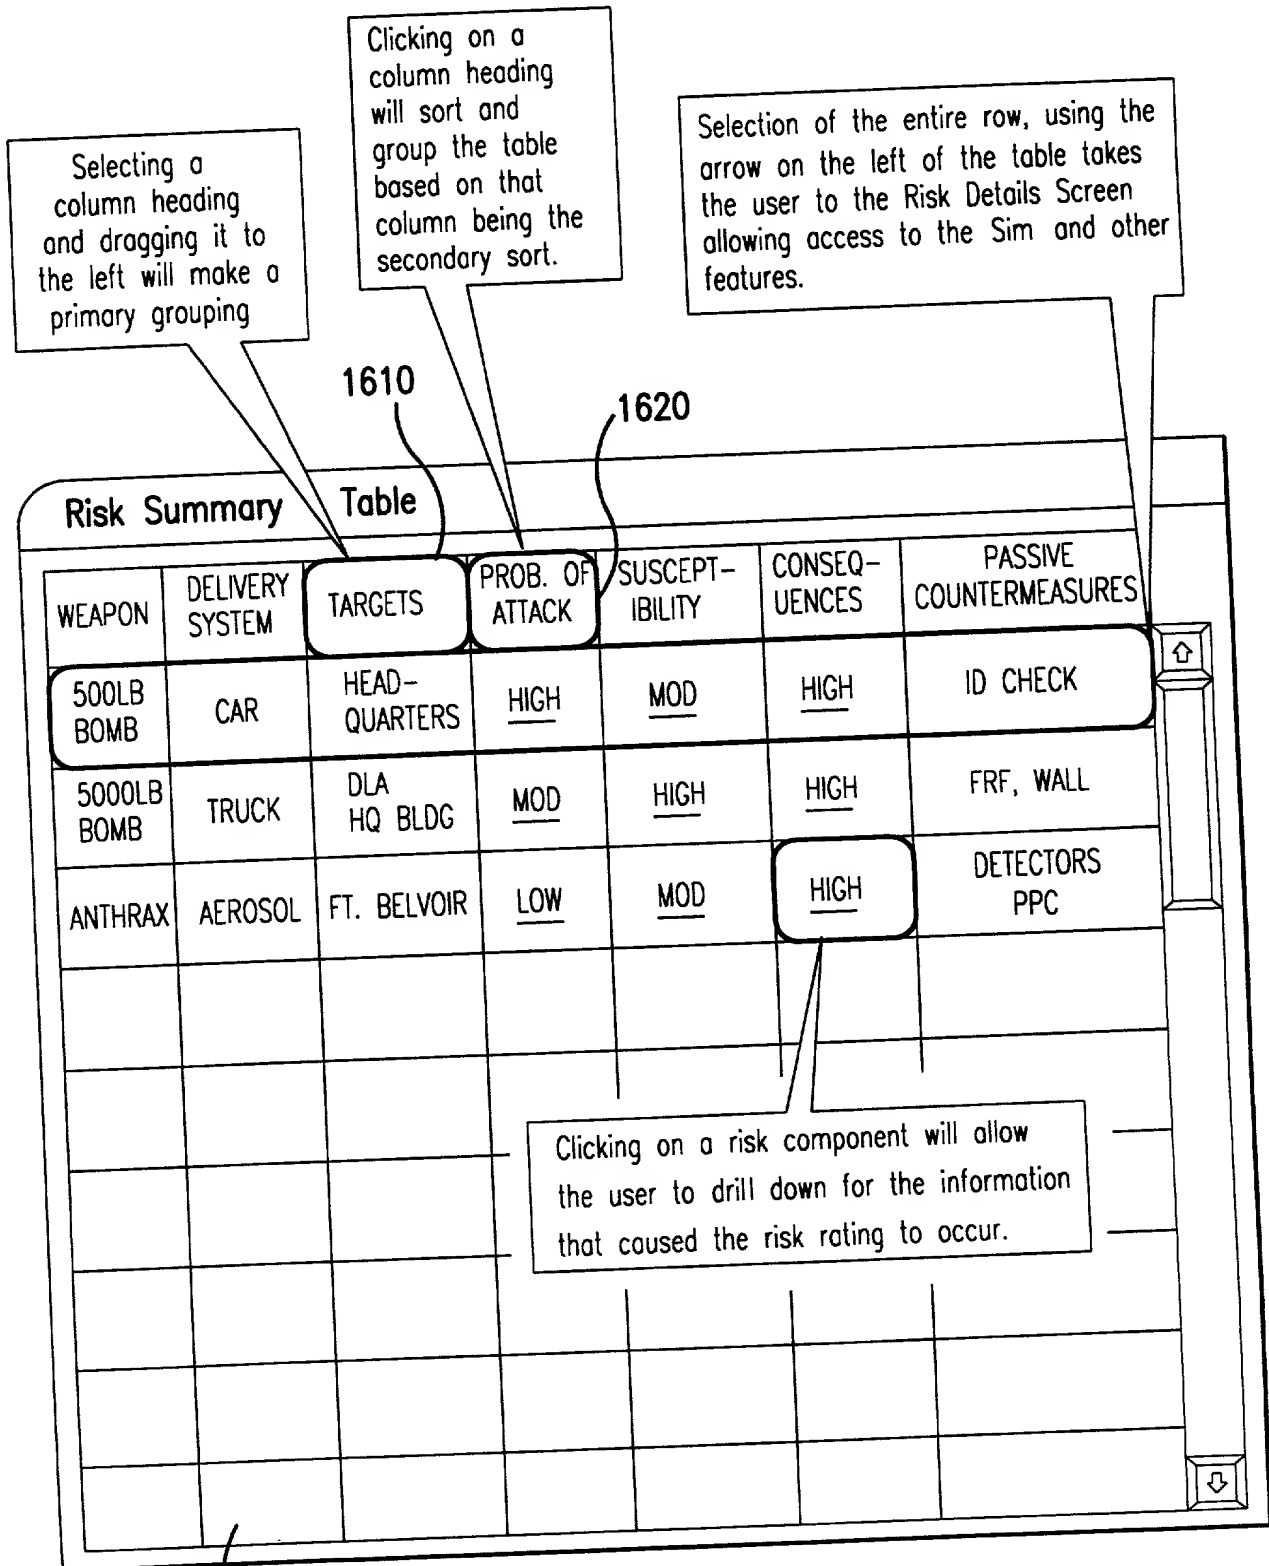 Clicking on a
column heading
will sort and
group the table
based on that
column being the
secondary sort.
Selecting a
column heading
and dragging it to
the left will make a
primary grouping
Selection of the entire row, using the
arrow on the left of the table takes
the user to the Risk Details Screen
allowing access to the Sim and other
features.
1610
1620
Risk Summary Table
WEAPON
DELIVERY
SYSTEM
TARGETS
PROB. OF
ATTACK
SUSCEPT-
IBILITY
CONSEQ-
UENCES
PASSIVE
COUNTERMEASURES
500LB
BOMB
CAR
HEAD-
QUARTERS
HIGH
MOD
HIGH
ID CHECK
5000LB
BOMB
TRUCK
DLA
HQ BLDG
MOD
HIGH
HIGH
FRF, WALL
ANTHRAX
AEROSOL
FT. BELVOIR
LOW
MOD
HIGH
DETECTORS
PPC
Clicking on a risk component will allow
the user to drill down for the information
that caused the risk rating to occur.